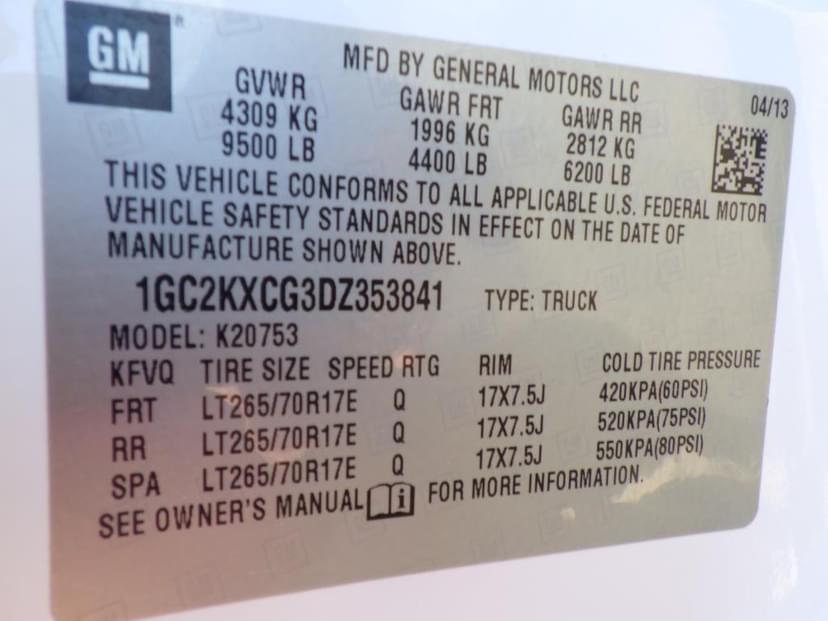 GM
MFD BY GENERAL MOTORS LLC
04/13
GVWR GAWR FRT GAWR RR
4309 KG 1996 KG 2812 KG
9500 LB 4400 LB 6200 LB
THIS VEHICLE CONFORMS TO ALL APPLICABLE U.S. FEDERAL MOTOR
VEHICLE SAFETY STANDARDS IN EFFECT ON THE DATE OF
MANUFACTURE SHOWN ABOVE.
1GC2KXCG3DZ353841 TYPE: TRUCK
MODEL: K20753
KFVQ TIRE SIZE SPEED RTG RIM COLD TIRE PRESSURE
FRT LT265/70R17E Q 17X7.5J 420KPA(60PSI)
RR LT265/70R17E Q 17X7.5J 520KPA(75PSI)
SPA LT265/70R17E Q 17X7.5J 550KPA(80PSI)
SEE OWNER'S MANUAL i FOR MORE INFORMATION.